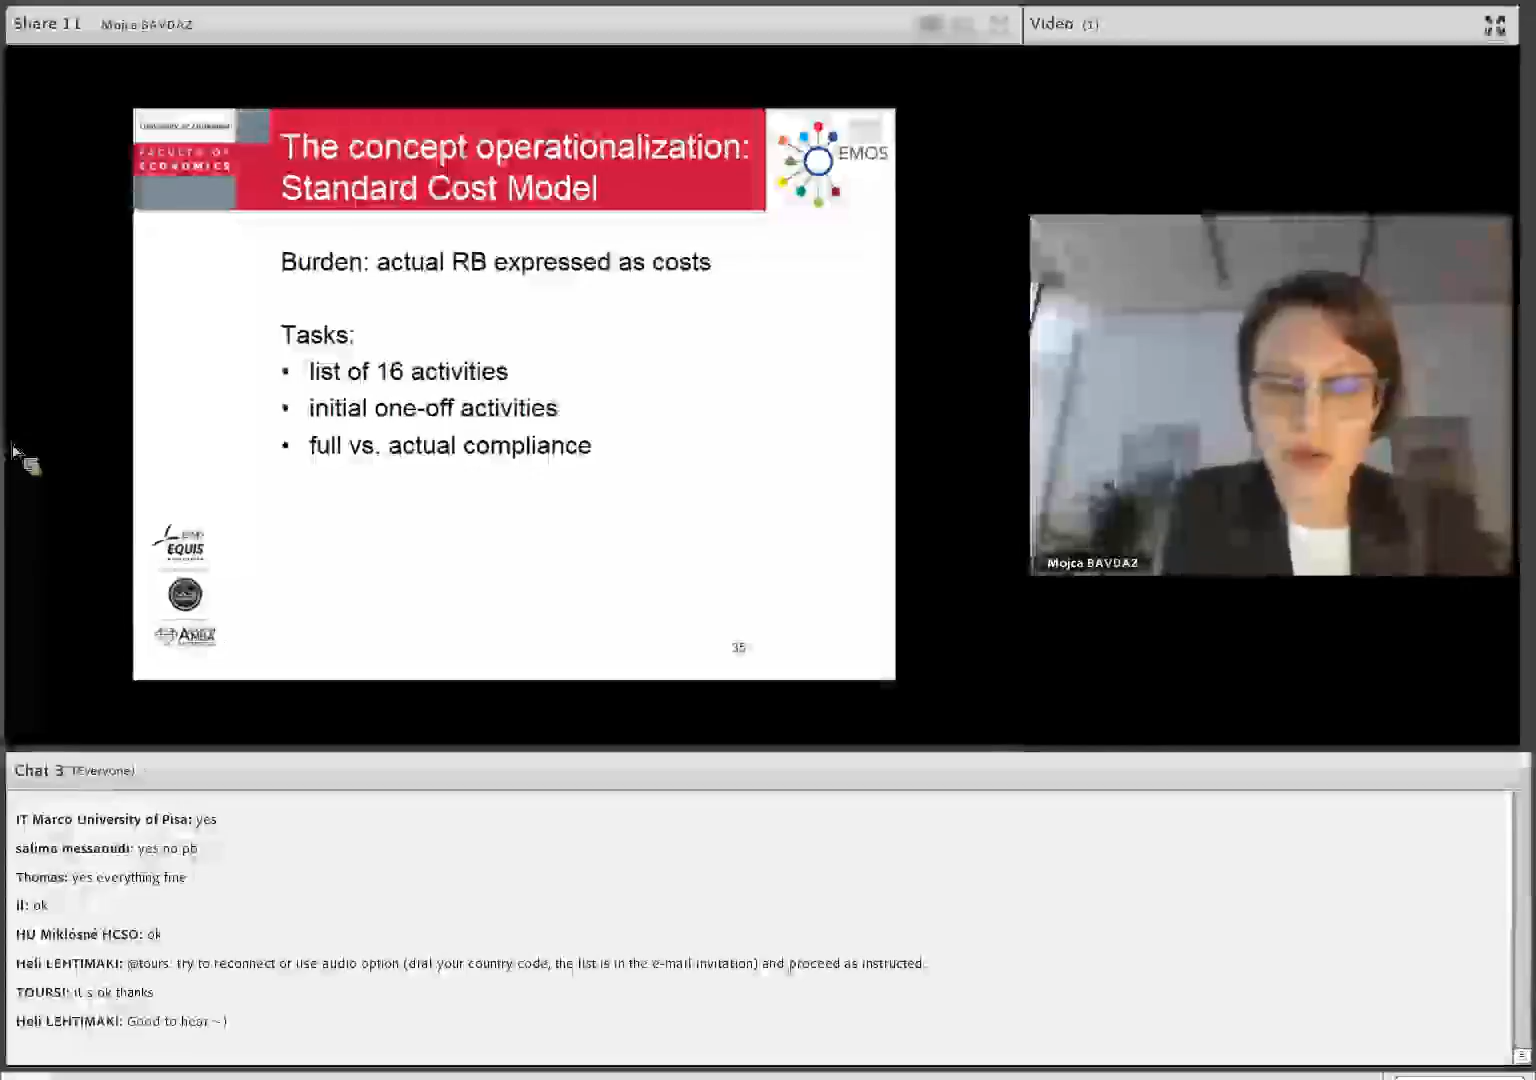 Share 11 Mojca BAVDAZ
Video (1)
FACULTY OF
ECONOMICS
The concept operationalization:
Standard Cost Model
EMOS
Burden: actual RB expressed as costs
Tasks:
• list of 16 activities
• initial one-off activities
• full vs. actual compliance
EQUIS
AMBA
35
Mojca BAVDAZ
Chat 3 (Everyone)
IT Marco University of Pisa: yes
salima messaoudi: yes no pb
Thomas: yes everything fine
il: ok
HU Miklósné HCSO: ok
Heli LEHTIMAKI: @tours: try to reconnect or use audio option (dial your country code, the list is in the e-mail invitation) and proceed as instructed.
TOURSI: it s ok thanks
Heli LEHTIMAKI: Good to hear :-)